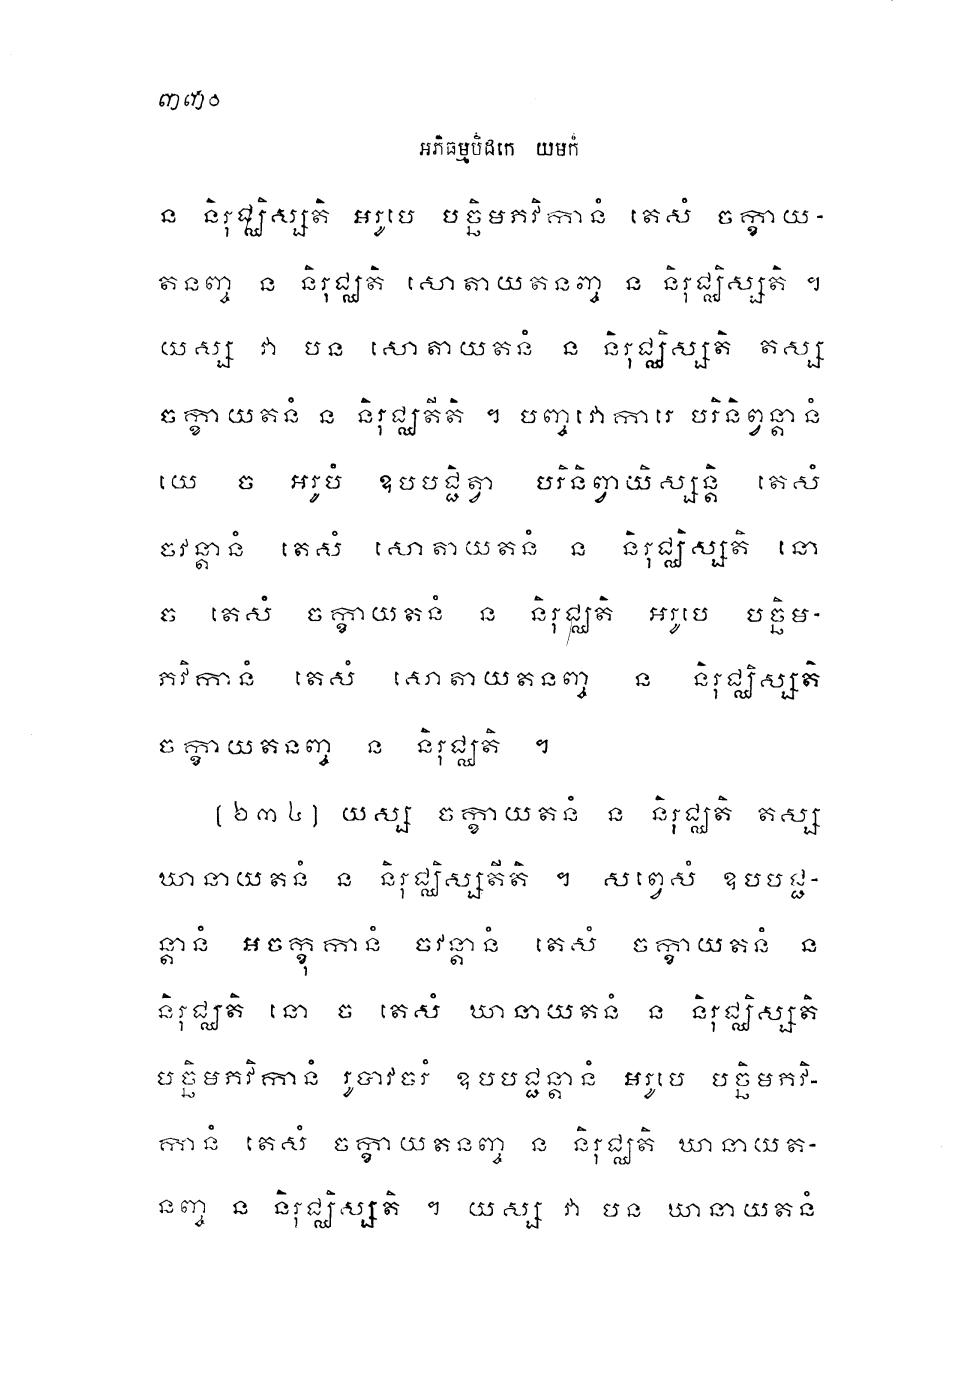 ៣៧០
អភិធម្មបិដកេ យមកំ
ន និរុជ្ឈិស្សតិ អរូបេ បច្ឆិមភវិកានំ តេសំ ចក្ខាយ-
តនញ្ច ន និរុជ្ឈតិ សោតាយតនញ្ច ន និរុជ្ឈិស្សតិ ។
យស្ស វា បន សោតាយតនំ ន និរុជ្ឈិស្សតិ តស្ស
ចក្ខាយតនំ ន និរុជ្ឈតីតិ ។ បញ្ចវោការេ បរិនិព្វន្តានំ
យេ ច អរូបំ ឧបបជ្ជិត្វា បរិនិព្វាយិស្សន្តិ តេសំ
ចវន្តានំ តេសំ សោតាយតនំ ន និរុជ្ឈិស្សតិ នោ
ច តេសំ ចក្ខាយតនំ ន និរុជ្ឈតិ អរូបេ បច្ឆិម-
ភវិកានំ តេសំ សោតាយតនញ្ច ន និរុជ្ឈិស្សតិ
ចក្ខាយតនញ្ច ន និរុជ្ឈតិ ។
(៦៣៤) យស្ស ចក្ខាយតនំ ន និរុជ្ឈតិ តស្ស
ឃានាយតនំ ន និរុជ្ឈិស្សតីតិ ។ សព្វេសំ ឧបបជ្ជ-
ន្តានំ អចក្ខុកានំ ចវន្តានំ តេសំ ចក្ខាយតនំ ន
និរុជ្ឈតិ នោ ច តេសំ ឃានាយតនំ ន និរុជ្ឈិស្សតិ
បច្ឆិមភវិកានំ រូបាវចរំ ឧបបជ្ជន្តានំ អរូបេ បច្ឆិមភវិ-
កានំ តេសំ ចក្ខាយតនញ្ច ន និរុជ្ឈតិ ឃានាយត-
នញ្ច ន និរុជ្ឈិស្សតិ ។ យស្ស វា បន ឃានាយតនំ